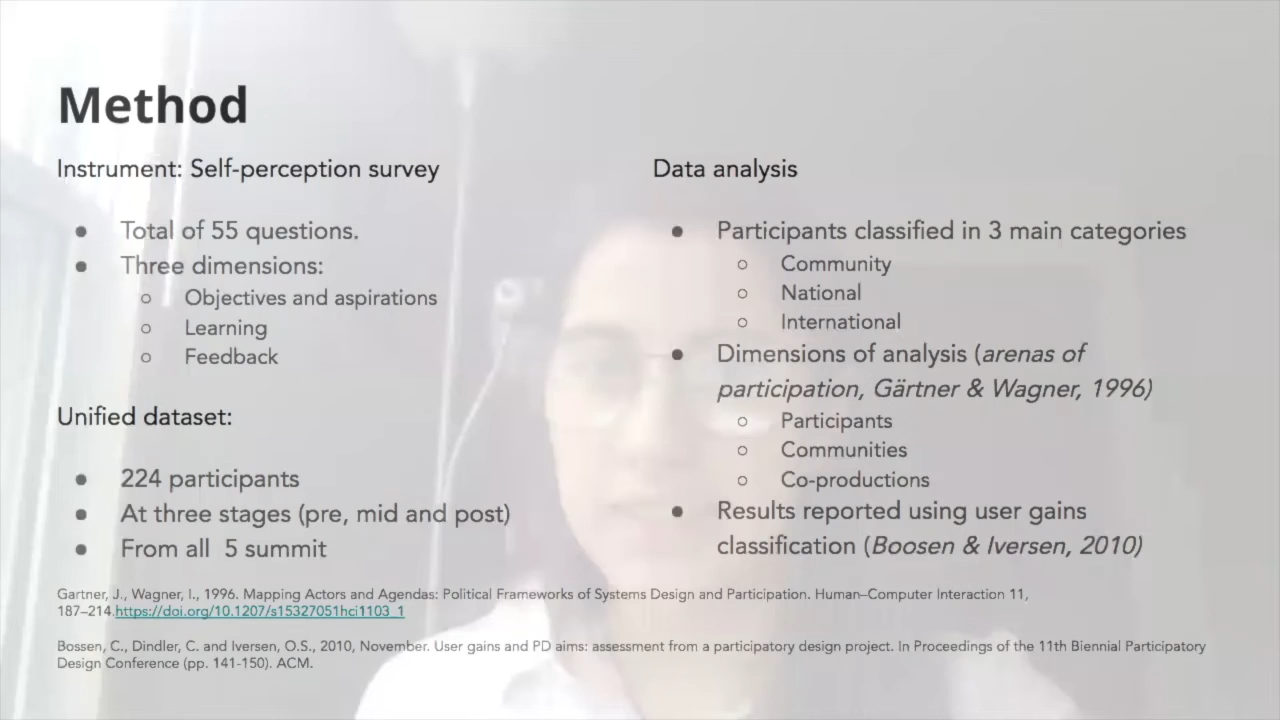 Method
Instrument: Self-perception survey
Total of 55 questions.
Three dimensions:
Objectives and aspirations
Learning
Feedback
Unified dataset:
224 participants
At three stages (pre, mid and post)
From all 5 summit
Data analysis
Participants classified in 3 main categories
Community
National
International
Dimensions of analysis (arenas of
participation, Gärtner & Wagner, 1996)
Participants
Communities
Co-productions
Results reported using user gains
classification (Boosen & Iversen, 2010)
Gartner, J., Wagner, I., 1996. Mapping Actors and Agendas: Political Frameworks of Systems Design and Participation. Human–Computer Interaction 11,
187–214.https://doi.org/10.1207/s15327051hci1103_1
Bossen, C., Dindler, C. and Iversen, O.S., 2010, November. User gains and PD aims: assessment from a participatory design project. In Proceedings of the 11th Biennial Participatory
Design Conference (pp. 141-150). ACM.